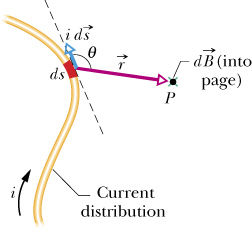 i ds⃗
θ
ds
r⃗
dB⃗ (into
page)
P
i
Current
distribution